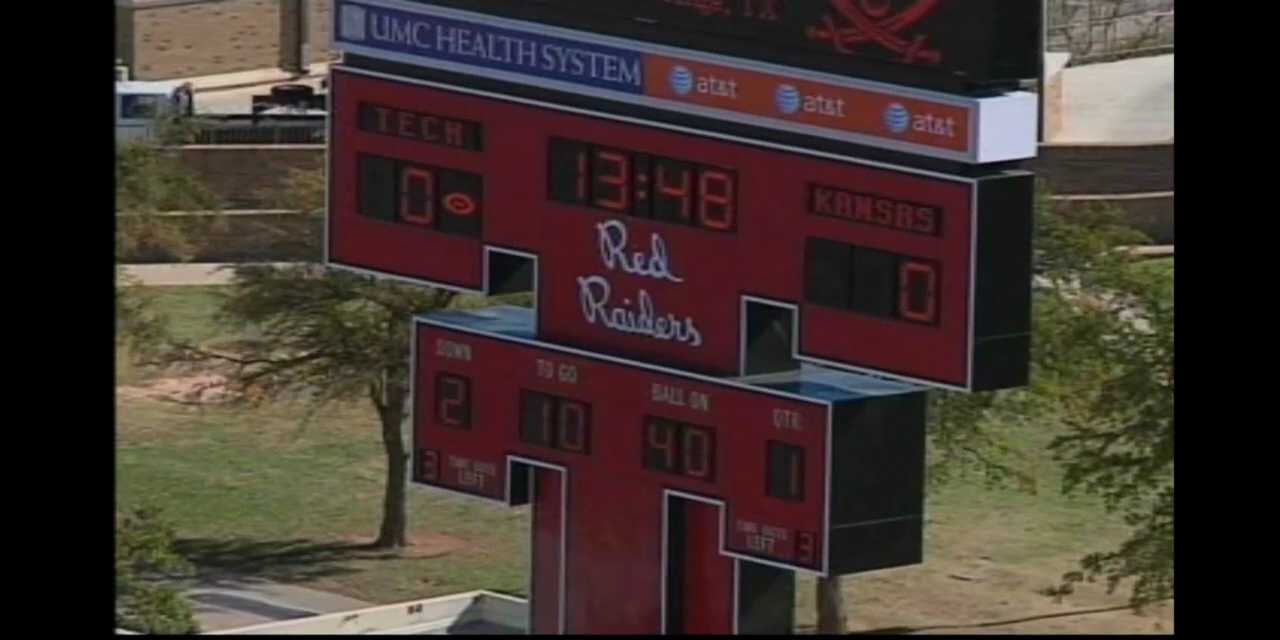 TX
UMC HEALTH SYSTEM
at&t at&t at&t
TECH
0
13:48
KANSAS
0
Red
Raiders
DOWN
2
TO GO
10
BALL ON
40
QTR
1
3 TIME OUTS
LEFT
TIME OUTS
LEFT 3